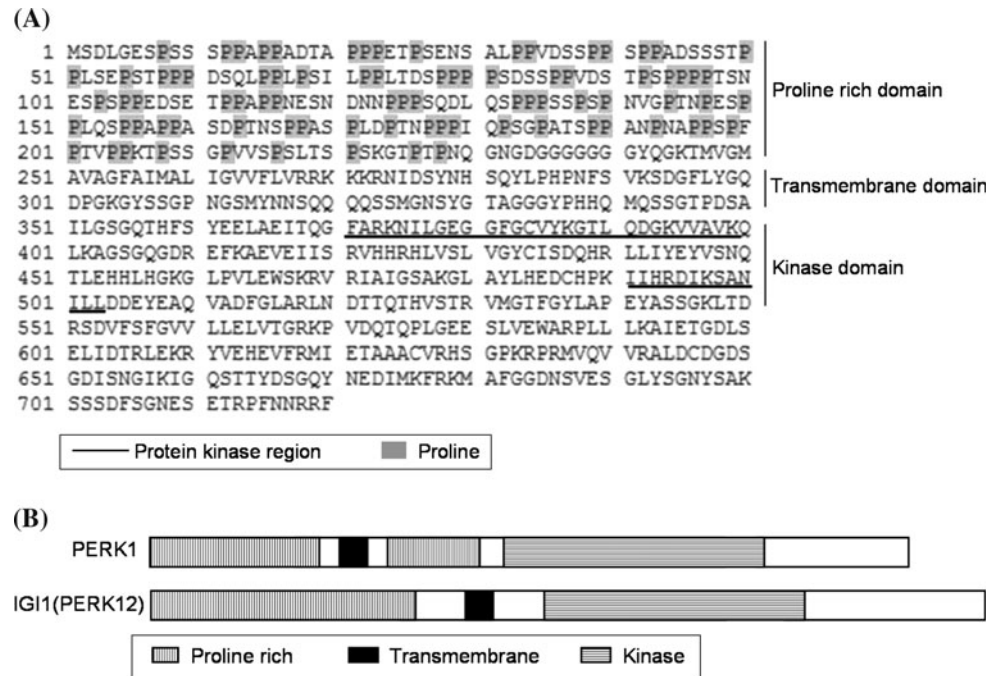 (A)
1 MSDLGESPSS SPPAPPADTA PPPETPSENS ALPPVDSSPP SPPADSSSTP
51 PLSEPSTPPP DSQLPPLPSI LPPLTDSPPP PSDSSPPVDS TPSPPPPTSN
101 ESPSPPEDSE TPPAPPNESN DNNPPPSQDL QSPPPSSPSP NVGPTNPESP
151 PLQSPPAPPA SDPTNSPPAS PLDPTNPPPI QPSGPATSPP ANPNAPPSPF
201 PTVPPKTPSS GPVVSPSLTS PSKGTPTPNQ GNGDGGGGGG GYQGKTMVGM
251 AVAGFAIMAL IGVVFLVRRK KKRNIDSYNH SQYLPHPNFS VKSDGFLYGQ
301 DPGKGYSSGP NGSMYNNSQQ QQSSMGNSYG TAGGGYPHHQ MQSSGTPDSA
351 ILGSGQTHFS YEELAEITQG FARKNILGEG GFGCVYKGTL QDGKVVAVKQ
401 LKAGSGQGDR EFKAEVEIIS RVHHRHLVSL VGYCISDQHR LLIYEYVSNQ
451 TLEHHLHGKG LPVLEWSKRV RIAIGSAKGL AYLHEDCHPK IIHRDIKSAN
501 ILLDDEYEAQ VADFGLARLN DTTQTHVSTR VMGTFGYLAP EYASSGKLTD
551 RSDVFSFGVV LLELVTGRKP VDQTQPLGEE SLVEWARPLL LKAIETGDLS
601 ELIDTRLEKR YVEHEVFRMI ETAAACVRHS GPKRPRMVQV VRALDCDGDS
651 GDISNGIKIG QSTTYDSGQY NEDIMKFRKM AFGGDNSVES GLYSGNYSAK
701 SSSDFSGNES ETRPFNNRRF
Proline rich domain
Transmembrane domain
Kinase domain
Protein kinase region Proline
(B)
PERK1
IGI1(PERK12)
Proline rich Transmembrane Kinase